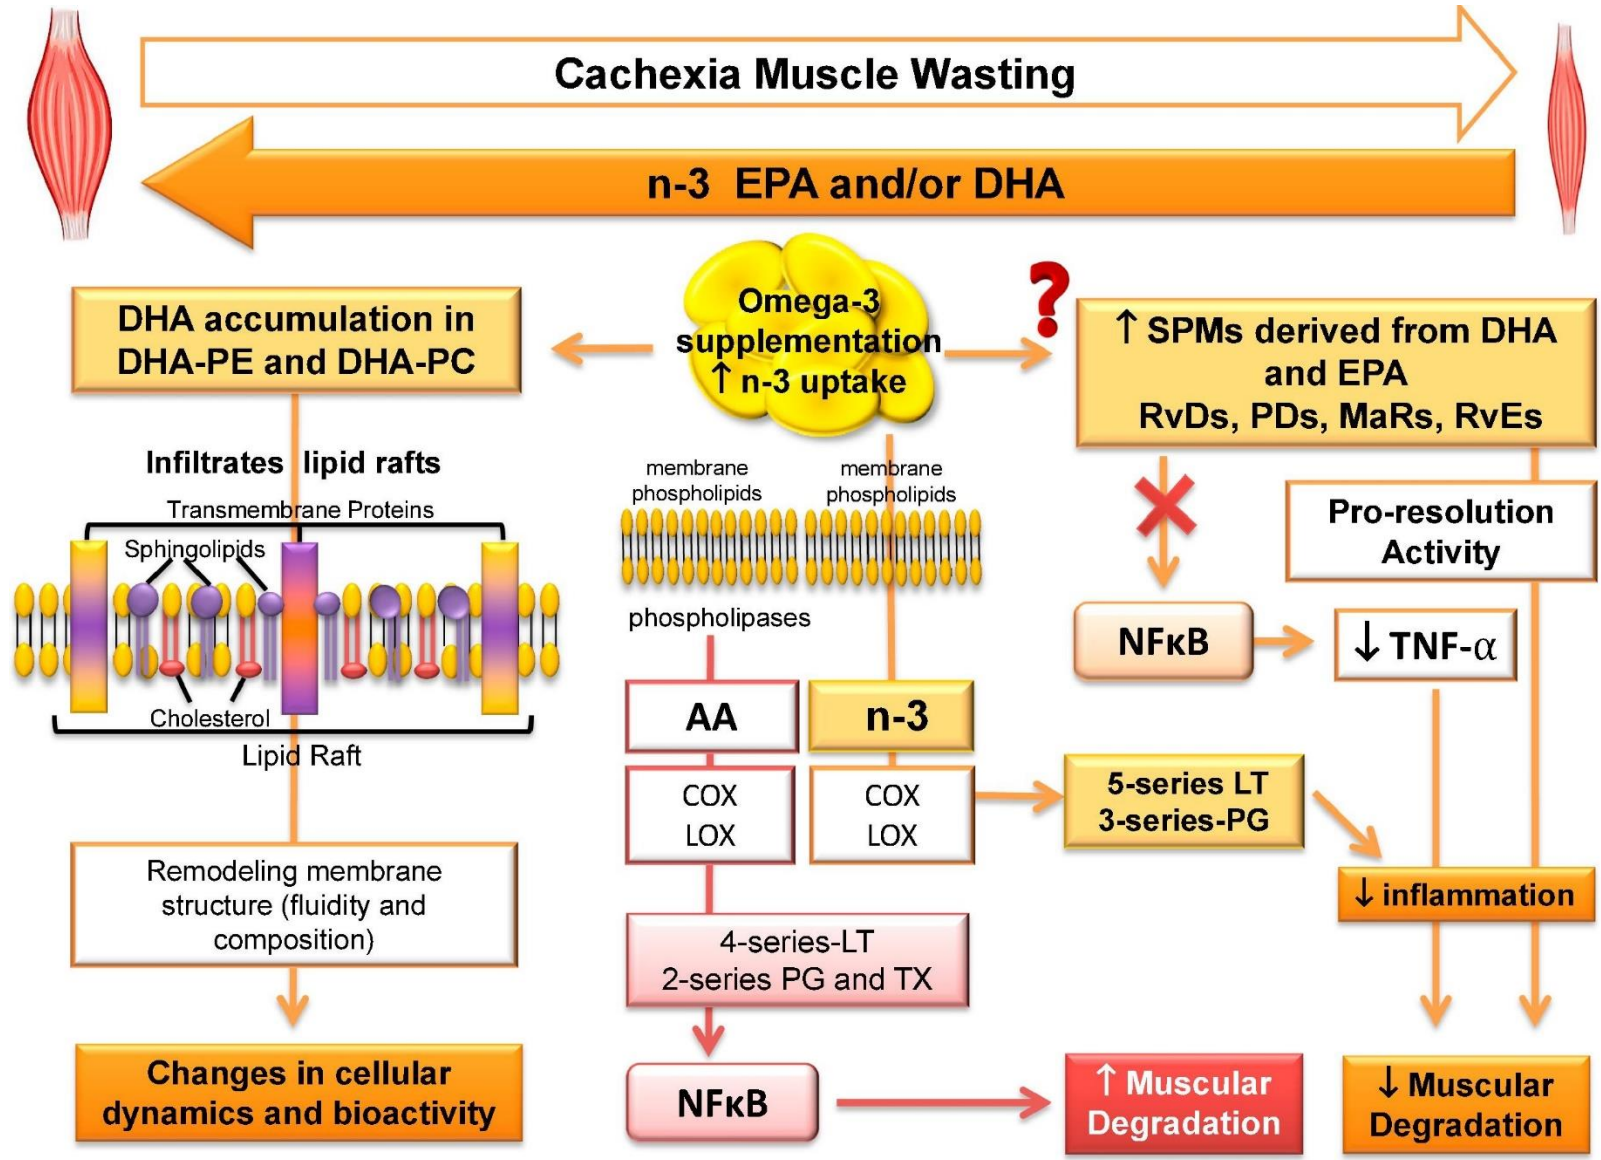 Cachexia Muscle Wasting
n-3 EPA and/or DHA
DHA accumulation in
DHA-PE and DHA-PC
Infiltrates lipid rafts
Transmembrane Proteins
Sphingolipids
Cholesterol
Lipid Raft
Remodeling membrane
structure (fluidity and
composition)
Changes in cellular
dynamics and bioactivity
Omega-3
supplementation
↑ n-3 uptake
membrane
phospholipids
membrane
phospholipids
phospholipases
AA
n-3
COX
LOX
COX
LOX
4-series-LT
2-series PG and TX
NFκB
↑ Muscular
Degradation
?
↑ SPMs derived from DHA
and EPA
RvDs, PDs, MaRs, RvEs
Pro-resolution
Activity
NFκB
↓ TNF-α
5-series LT
3-series-PG
↓ inflammation
↓ Muscular
Degradation